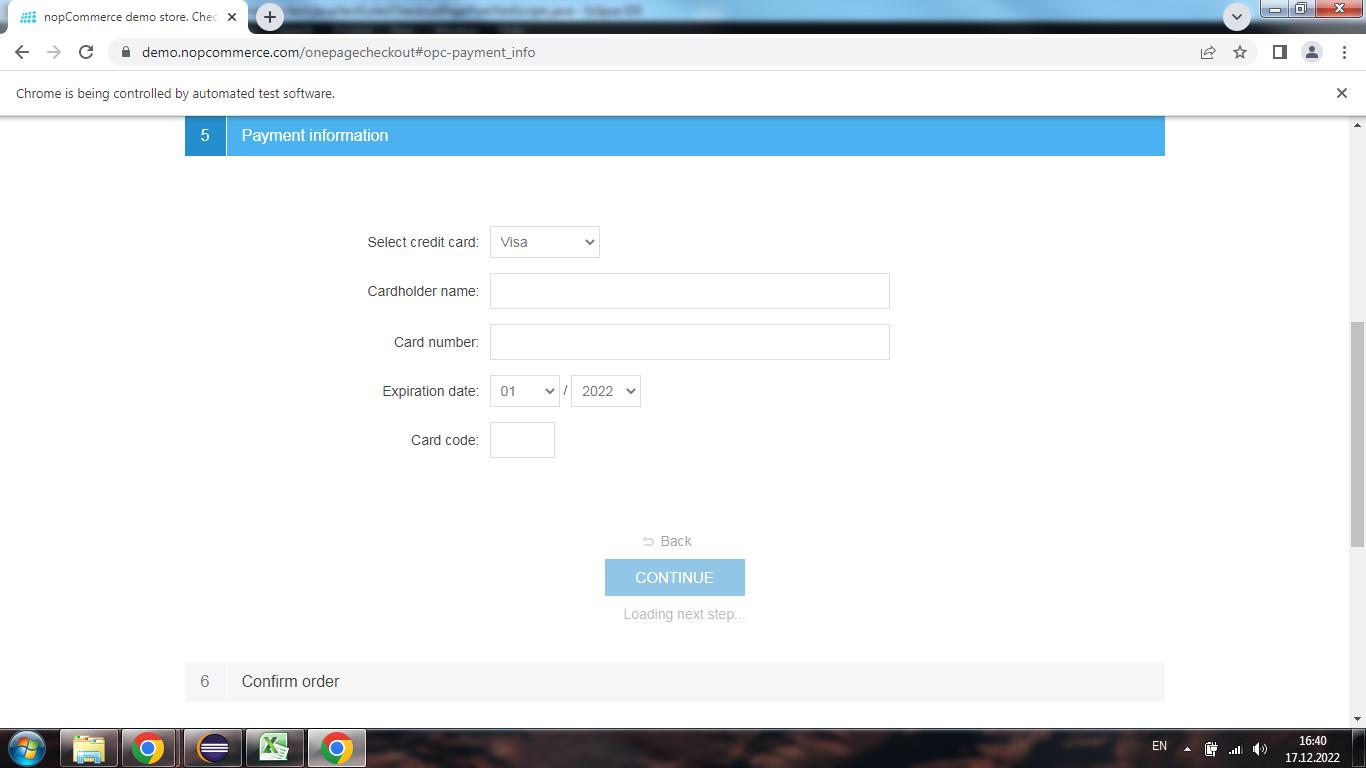 nopCommerce demo store. Chec
demo.nopcommerce.com/onepagecheckout#opc-payment_info
Chrome is being controlled by automated test software.
5 Payment information
Select credit card: Visa
Cardholder name:
Card number:
Expiration date: 01 / 2022
Card code:
Back
CONTINUE
Loading next step...
6 Confirm order
EN
16:40
17.12.2022